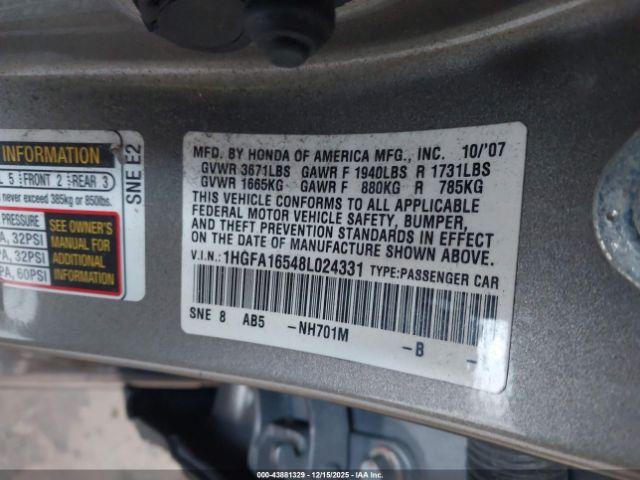 INFORMATION
L 5 FRONT 2 REAR 3
never exceed 385kg or 850lbs.
PRESSURE
A, 32PSI
PA, 32PSI
PA, 60PSI
SEE OWNER'S
MANUAL FOR
ADDITIONAL
INFORMATION
SNE E2
MFD. BY HONDA OF AMERICA MFG., INC. 10/'07
GVWR 3671LBS GAWR F 1940LBS R 1731LBS
GVWR 1665KG GAWR F 880KG R 785KG
THIS VEHICLE CONFORMS TO ALL APPLICABLE
FEDERAL MOTOR VEHICLE SAFETY, BUMPER,
AND THEFT PREVENTION STANDARDS IN EFFECT
ON THE DATE OF MANUFACTURE SHOWN ABOVE.
V.I.N.: 1HGFA16548L024331 TYPE:PASSENGER CAR
SNE 8 AB5 -NH701M -B -
000-43881329 - 12/15/2025 - IAA Holdings, LLC